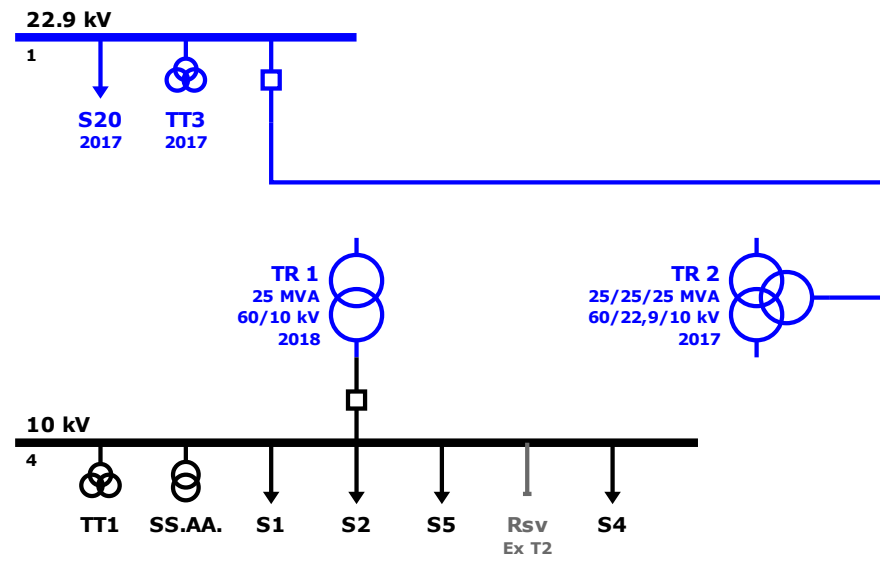 22.9 kV
1
S20
2017
TT3
2017
TR 1
25 MVA
60/10 kV
2018
TR 2
25/25/25 MVA
60/22,9/10 kV
2017
10 kV
4
TT1
SS.AA.
S1
S2
S5
Rsv
Ex T2
S4